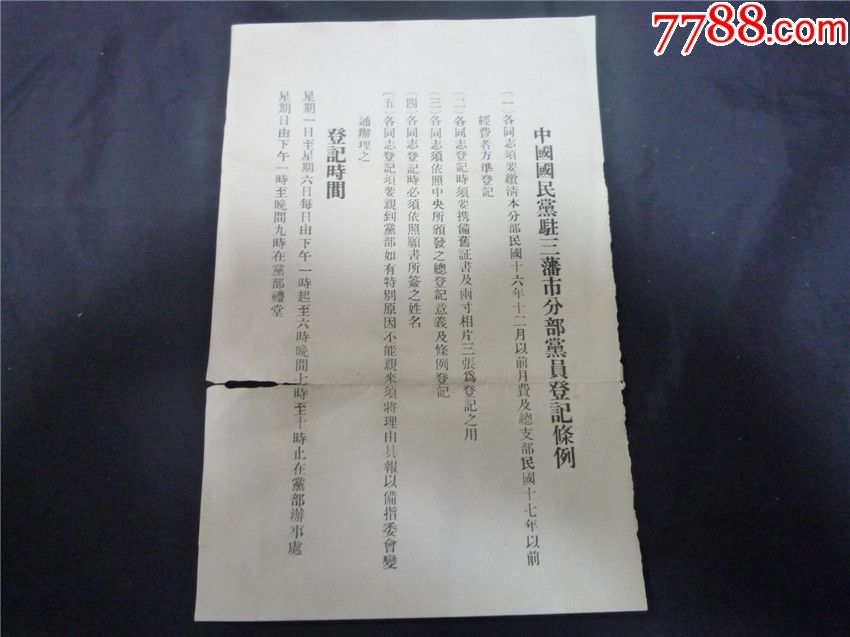 7788.com
中國國民黨駐三藩市分部黨員登記條例
(一)各同志須要繳淸本分部民國十六年十二月以前月費及總支部民國十七年以前
經費者方準登記
(二)各同志登記時須要携備舊証書及兩寸相片三張爲登記之用
(三)各同志須依照中央所頒發之總登記意義及條例登記
(四)各同志登記時必須依照願書所簽之姓名
(五)各同志登記須要親到黨部如有特別原因不能親來須將理由具報以備指委會變
通辦理之
登記時間
星期一日至星期六日每日由下午一時起至六時晚間七時至十時止在黨部辦事處
星期日由下午一時至晚間九時在黨部禮堂